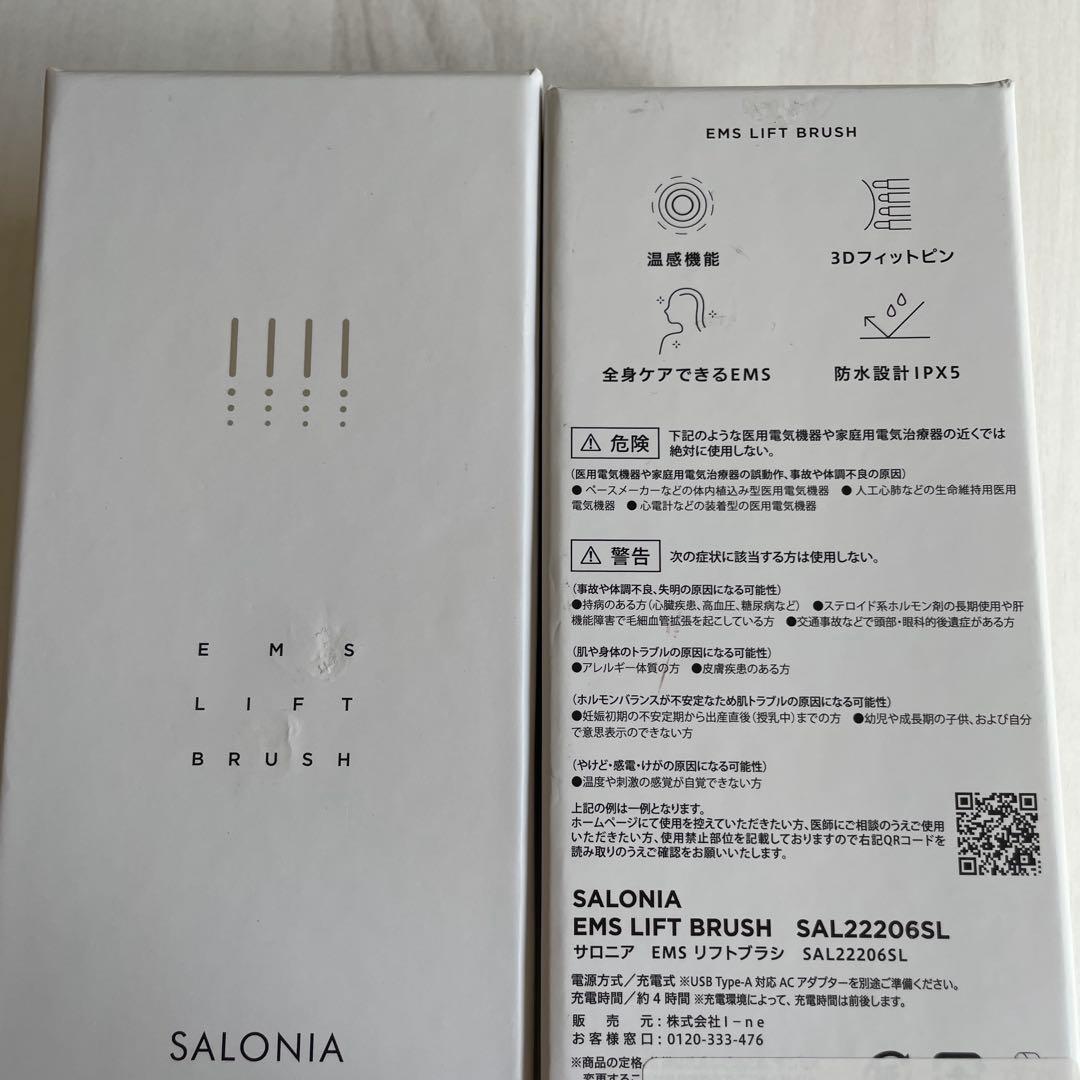 E M S
L I F T
B R U S H
SALONIA
EMS LIFT BRUSH
温感機能
3Dフィットピン
全身ケアできるEMS
防水設計IPX5
⚠ 危険 下記のような医用電気機器や家庭用電気治療器の近くでは
絶対に使用しない。
(医用電気機器や家庭用電気治療器の誤動作、事故や体調不良の原因)
● ペースメーカーなどの体内植込み型医用電気機器 ● 人工心肺などの生命維持用医用
電気機器 ● 心電計などの装着型の医用電気機器
⚠ 警告 次の症状に該当する方は使用しない。
(事故や体調不良、失明の原因になる可能性)
●持病のある方(心臓疾患、高血圧、糖尿病など) ●ステロイド系ホルモン剤の長期使用や肝
機能障害で毛細血管拡張を起こしている方 ●交通事故などで頭部・眼科的後遺症がある方
(肌や身体のトラブルの原因になる可能性)
●アレルギー体質の方 ●皮膚疾患のある方
(ホルモンバランスが不安定なため肌トラブルの原因になる可能性)
●妊娠初期の不安定期から出産直後(授乳中)までの方 ●幼児や成長期の子供、および自分
で意思表示のできない方
(やけど・感電・けがの原因になる可能性)
●温度や刺激の感覚が自覚できない方
上記の例は一例となります。
ホームページにて使用を控えていただきたい方、医師にご相談のうえご使用
いただきたい方、使用禁止部位を記載しておりますので右記QRコードを
読み取りのうえご確認をお願いいたします。
SALONIA
EMS LIFT BRUSH SAL22206SL
サロニア EMS リフトブラシ SAL22206SL
電源方式/充電式 ※USB Type-A 対応 AC アダプターを別途ご準備ください。
充電時間/約4時間 ※充電環境によって、充電時間は前後します。
販売元:株式会社I-ne
お客様窓口:0120-333-476
※商品の定格
変更するこ